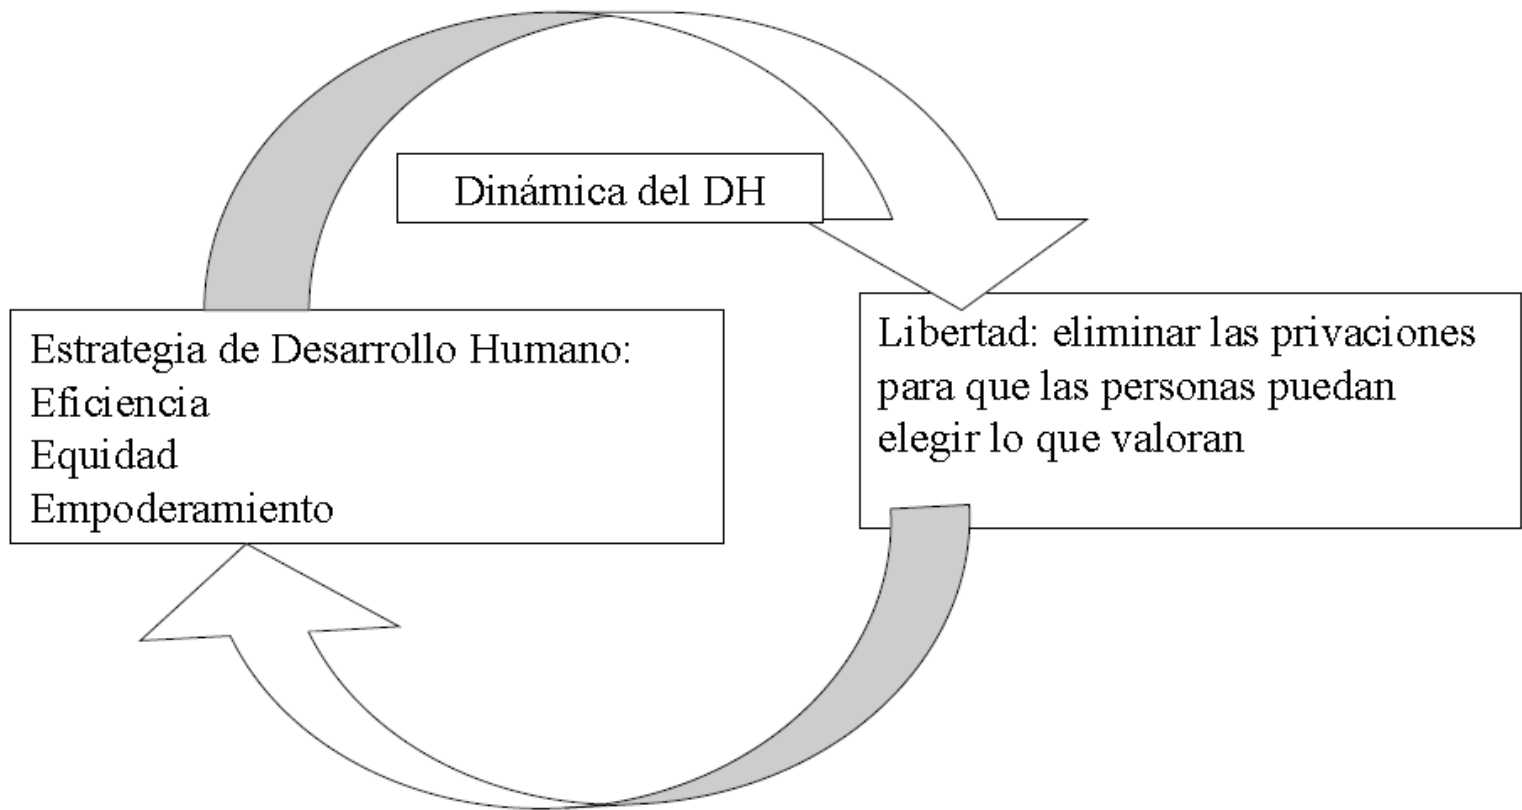 Dinámica del DH
Estrategia de Desarrollo Humano:
Eficiencia
Equidad
Empoderamiento
Libertad: eliminar las privaciones
para que las personas puedan
elegir lo que valoran